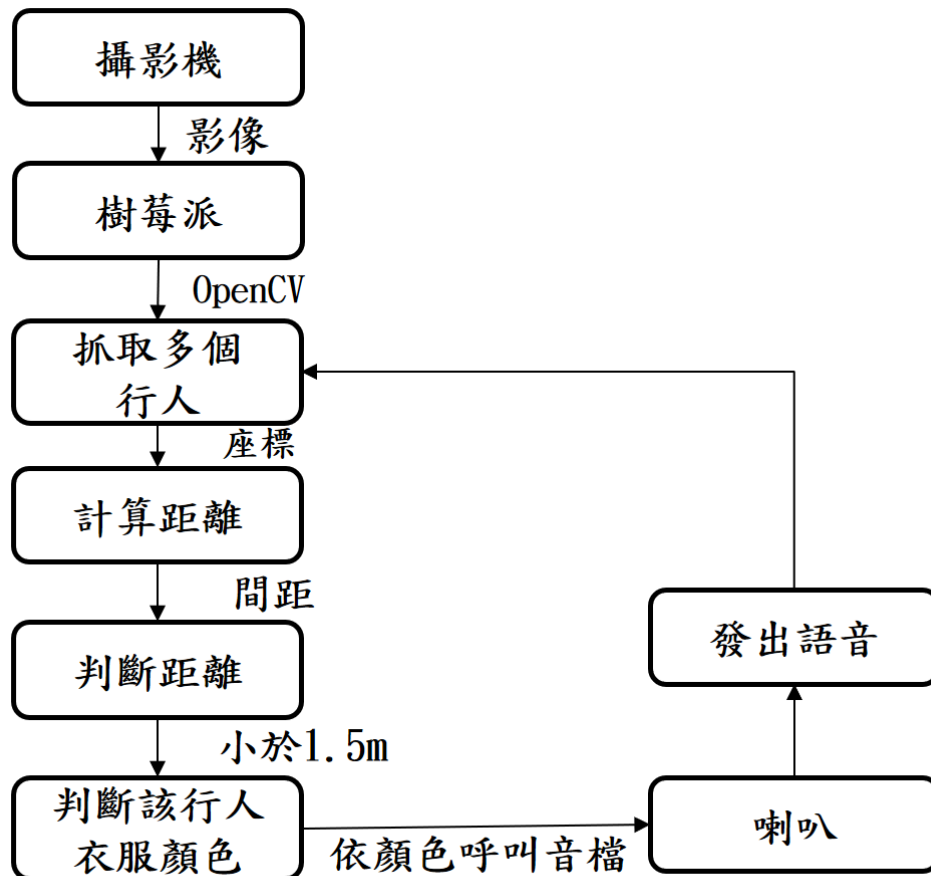 攝影機
影像
樹莓派
OpenCV
抓取多個
行人
座標
計算距離
間距
判斷距離
小於1.5m
判斷該行人
衣服顏色
依顏色呼叫音檔
喇叭
發出語音